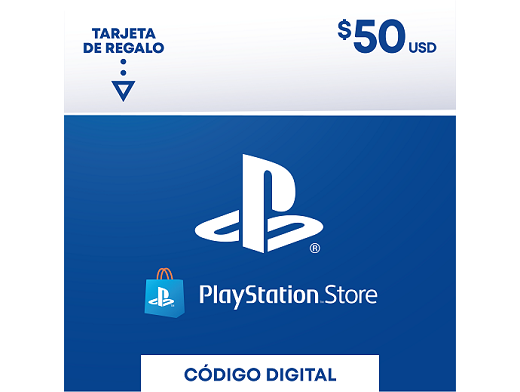 TARJETA
DE REGALO
$50 USD
®
PlayStation Store
CÓDIGO DIGITAL